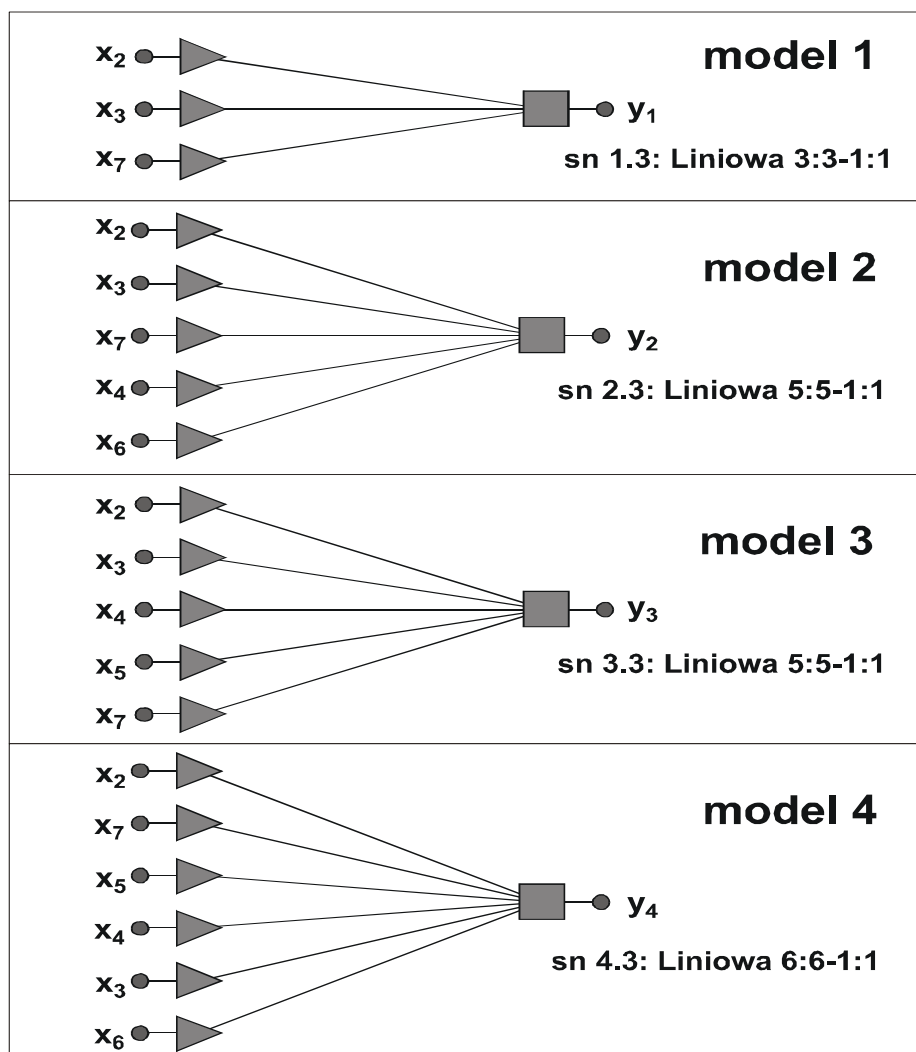 model 1
x₂
x₃
y₁
x₇
sn 1.3: Liniowa 3:3-1:1
x₂
model 2
x₃
x₇
y₂
x₄
sn 2.3: Liniowa 5:5-1:1
x₆
x₂
model 3
x₃
x₄
y₃
x₅
sn 3.3: Liniowa 5:5-1:1
x₇
x₂
model 4
x₇
x₅
y₄
x₄
sn 4.3: Liniowa 6:6-1:1
x₃
x₆